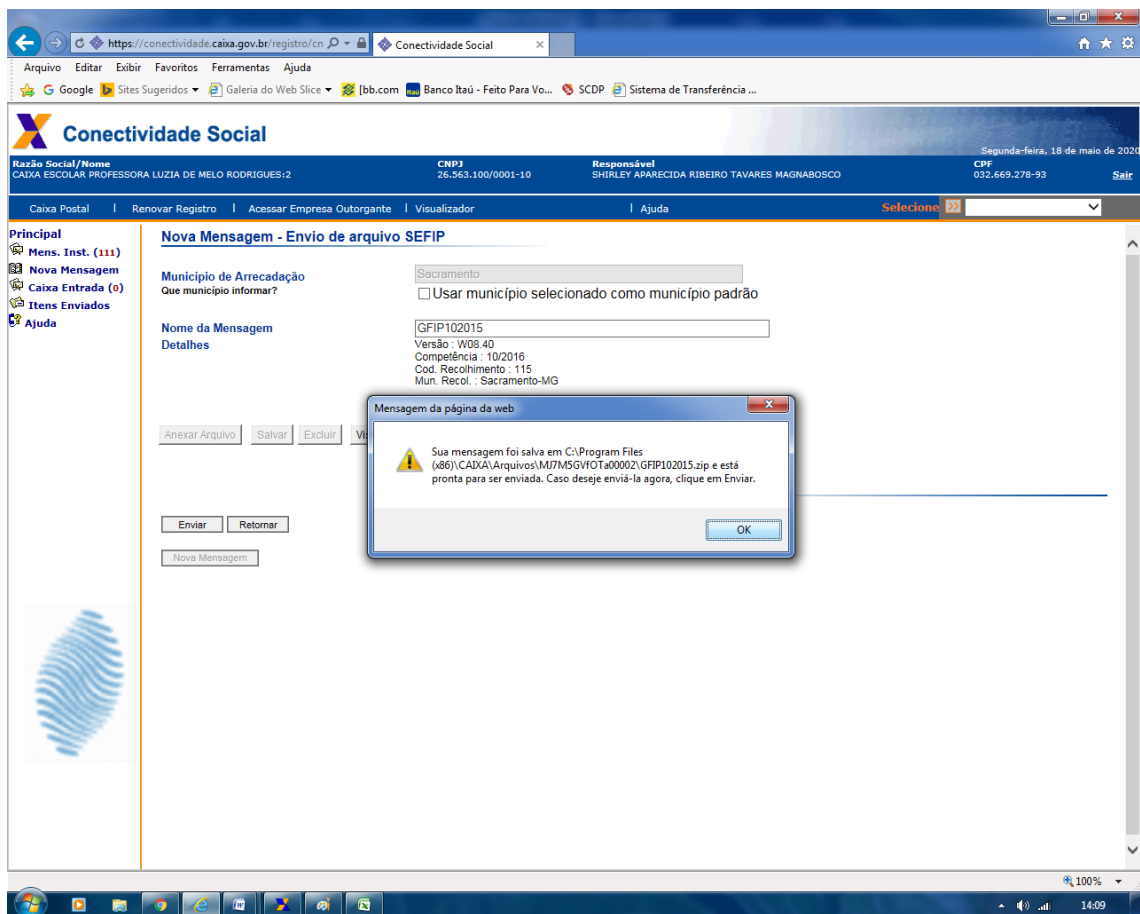 https://conectividade.caixa.gov.br/registro/cn
Conectividade Social
Arquivo Editar Exibir Favoritos Ferramentas Ajuda
Google Sites Sugeridos Galeria do Web Slice [bb.com Banco Itaú - Feito Para Vo... SCDP Sistema de Transferência ...
Conectividade Social
Segunda-feira, 18 de maio de 2020
Razão Social/Nome CNPJ Responsável CPF
CAIXA ESCOLAR PROFESSORA LUZIA DE MELO RODRIGUES:2 26.563.100/0001-10 SHIRLEY APARECIDA RIBEIRO TAVARES MAGNABOSCO 032.669.278-93 Sair
Caixa Postal | Renovar Registro | Acessar Empresa Outorgante | Visualizador | Ajuda Selecione
Principal
Mens. Inst. (111)
Nova Mensagem
Caixa Entrada (0)
Itens Enviados
Ajuda
Nova Mensagem - Envio de arquivo SEFIP
Município de Arrecadação
Que município informar?
Sacramento
Usar município selecionado como município padrão
Nome da Mensagem
GFIP102015
Detalhes
Versão : W08.40
Competência : 10/2016
Cod. Recolhimento : 115
Mun. Recol. : Sacramento-MG
Anexar Arquivo Salvar Excluir
Mensagem da página da web
Sua mensagem foi salva em C:\Program Files
(x86)\CAIXA\Arquivos\MJ7M5GVfOTa00002\GFIP102015.zip e está
pronta para ser enviada. Caso deseje enviá-la agora, clique em Enviar.
OK
Enviar Retornar
Nova Mensagem
100%
14:09